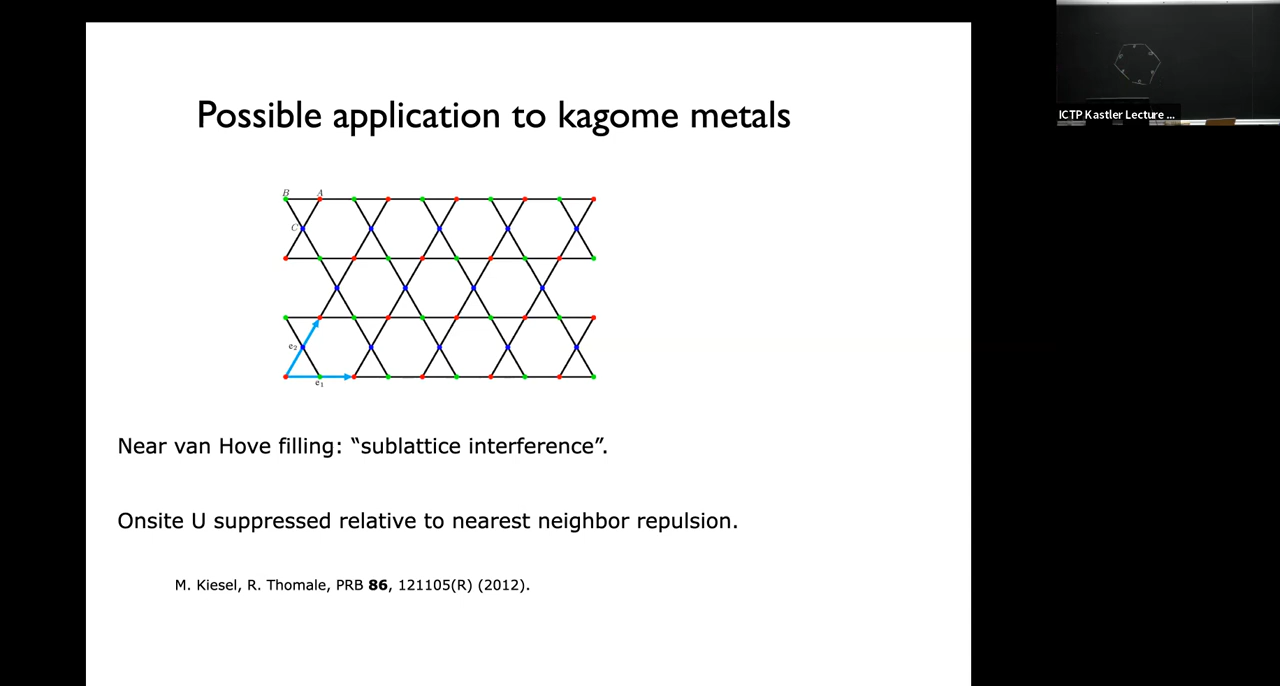 Possible application to kagome metals
B A
C
e2
e1
Near van Hove filling: “sublattice interference”.
Onsite U suppressed relative to nearest neighbor repulsion.
M. Kiesel, R. Thomale, PRB 86, 121105(R) (2012).
ICTP Kastler Lecture ...